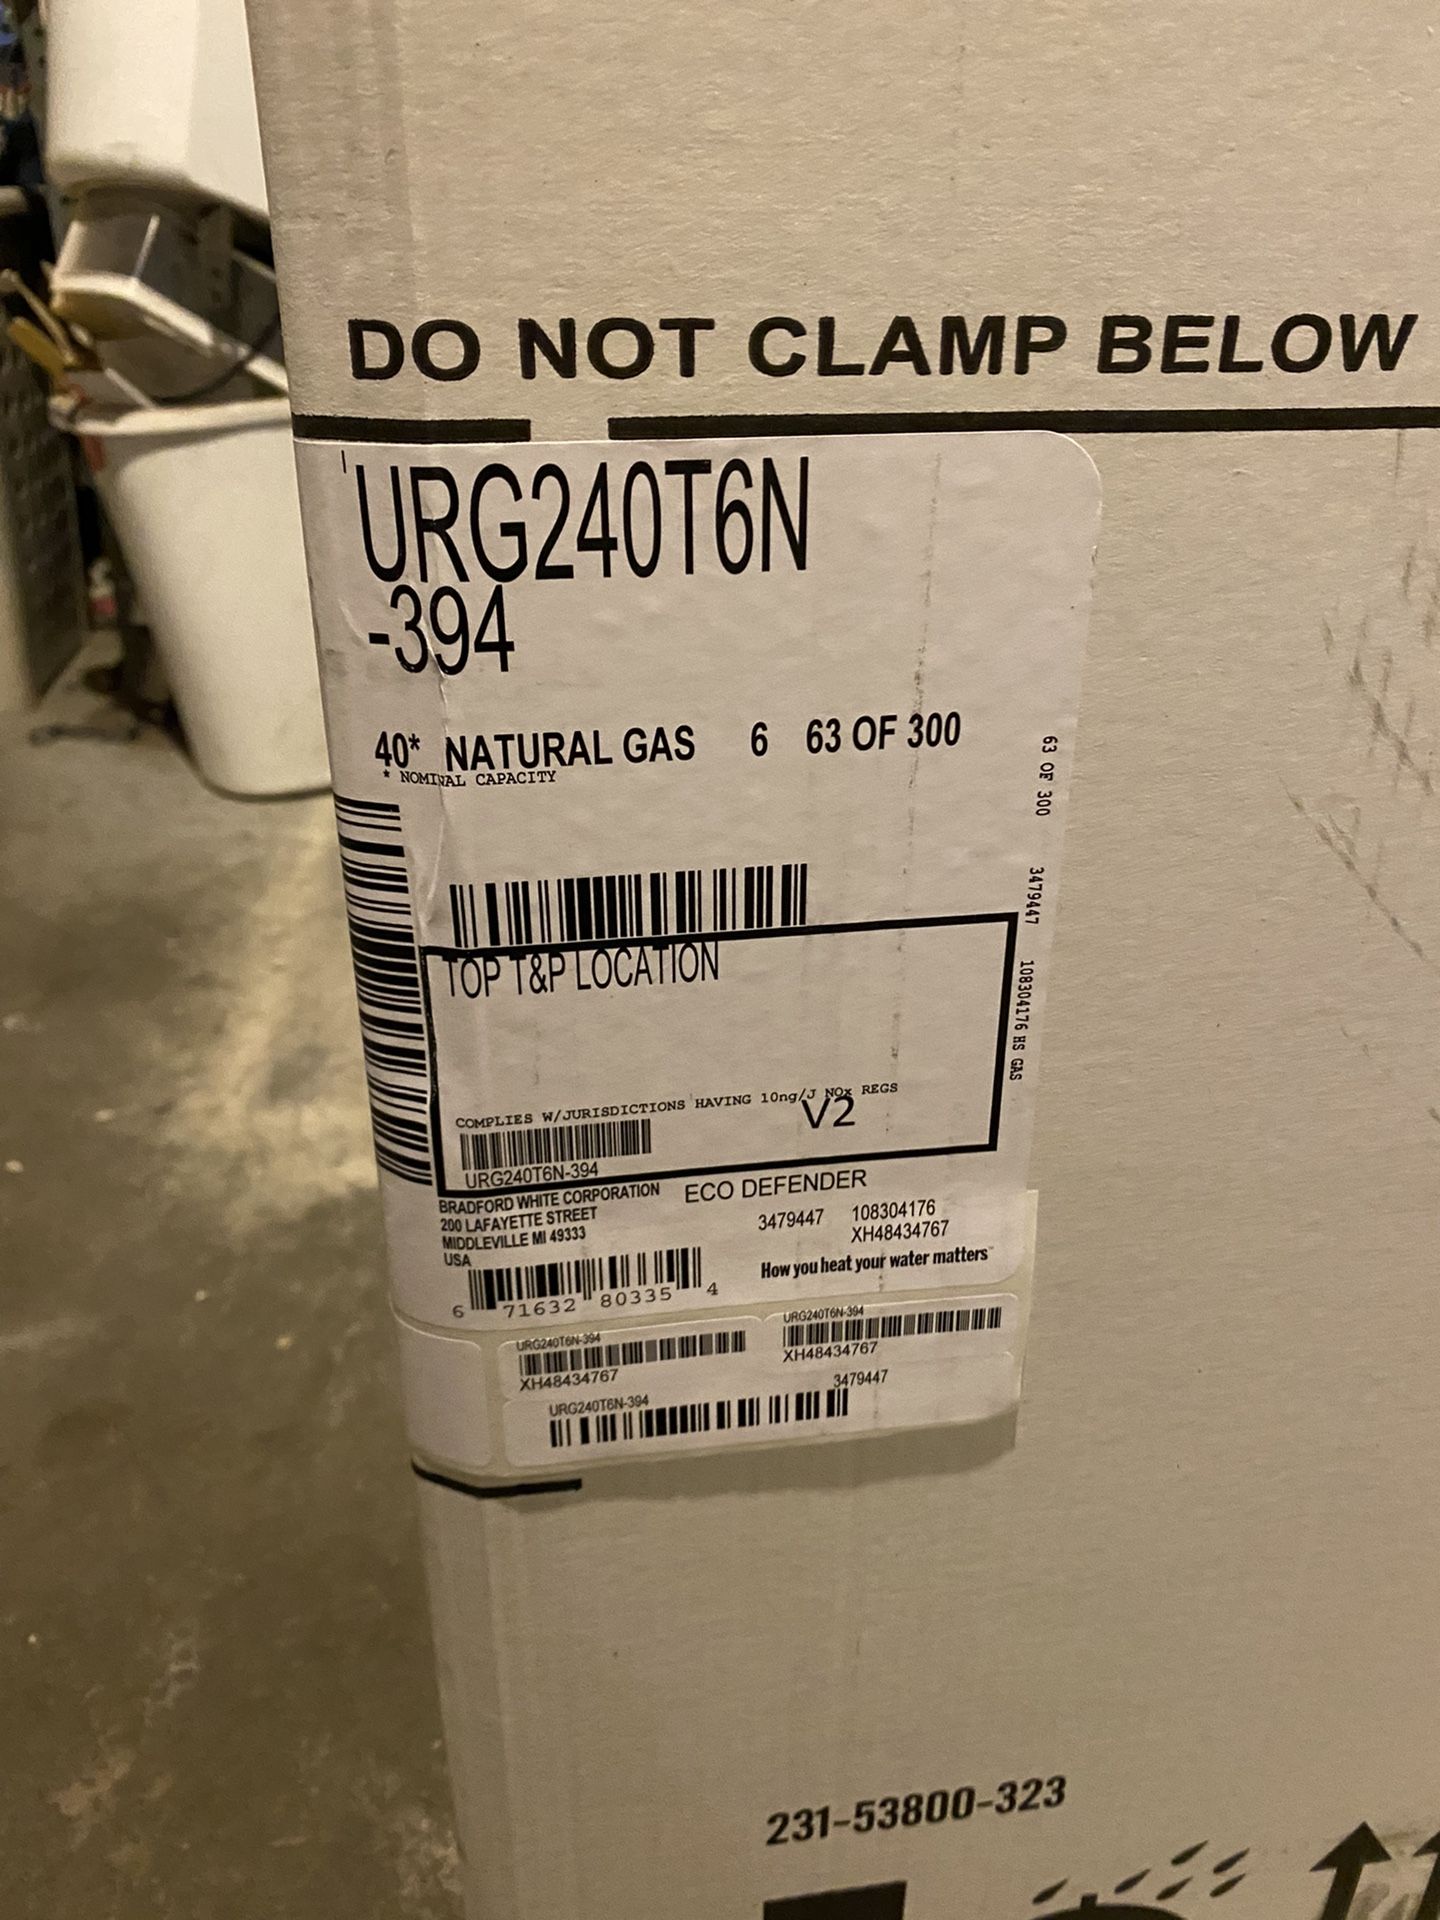 DO NOT CLAMP BELOW
URG240T6N
-394
40* NATURAL GAS 6 63 OF 300
* NOMINAL CAPACITY
63 OF 300 3479447 108304176 HS GAS
TOP T&P LOCATION
COMPLIES W/JURISDICTIONS HAVING 10ng/J NOx REGS
V2
URG240T6N-394
BRADFORD WHITE CORPORATION
200 LAFAYETTE STREET
MIDDLEVILLE MI 49333
USA
ECO DEFENDER
3479447 108304176
XH48434767
How you heat your water matters
6 71632 80335 4
URG240T6N-394
XH48434767
URG240T6N-394
XH48434767
3479447
URG240T6N-394
231-53800-323